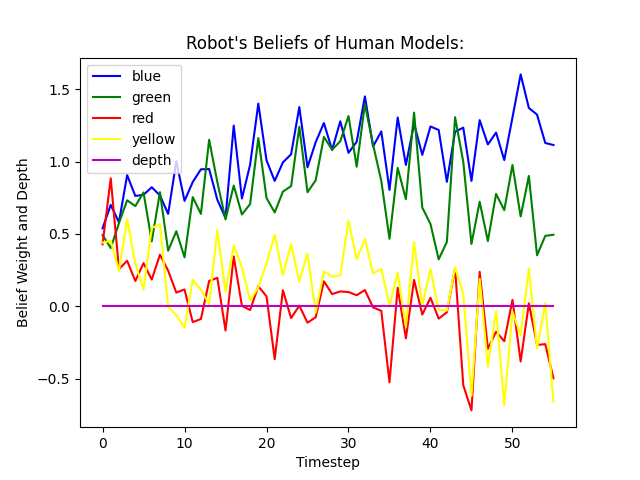 Robot's Beliefs of Human Models:
blue
green
red
yellow
depth
Belief Weight and Depth
1.5
1.0
0.5
0.0
−0.5
0 10 20 30 40 50
Timestep